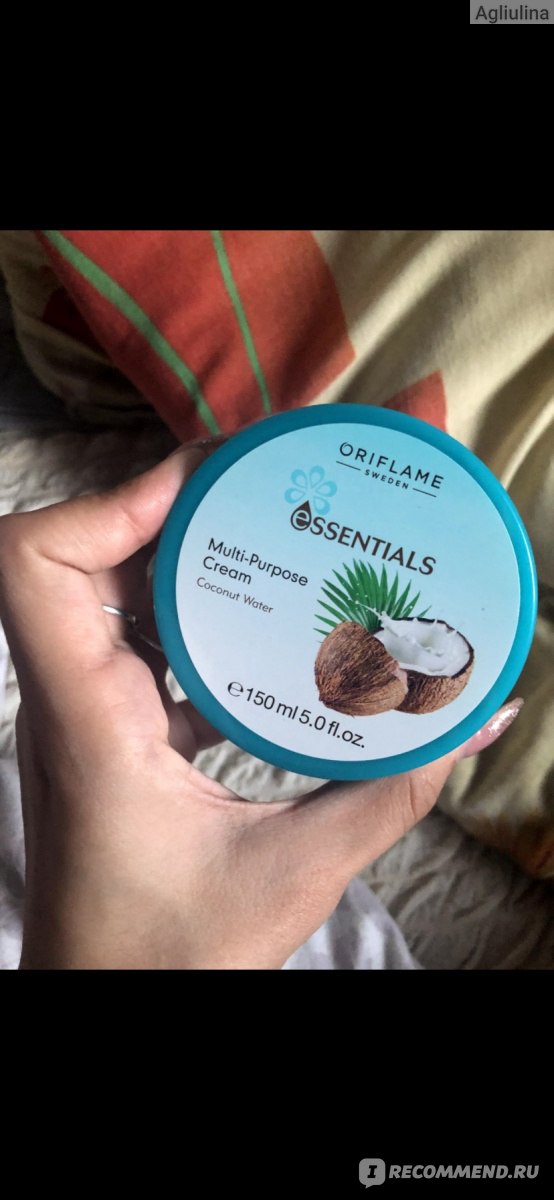 Agliulina
ORIFLAME
SWEDEN
eSSENTIALS
Multi-Purpose
Cream
Coconut Water
℮150 ml 5.0 fl.oz.
I RECOMMEND.RU